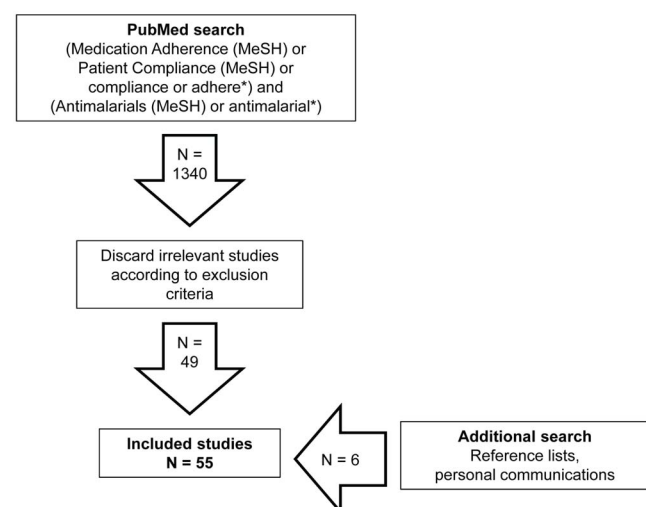 PubMed search
(Medication Adherence (MeSH) or
Patient Compliance (MeSH) or
compliance or adhere*) and
(Antimalarials (MeSH) or antimalarial*)
N =
1340
Discard irrelevant studies
according to exclusion
criteria
N =
49
Included studies
N = 55
N = 6
Additional search
Reference lists,
personal communications